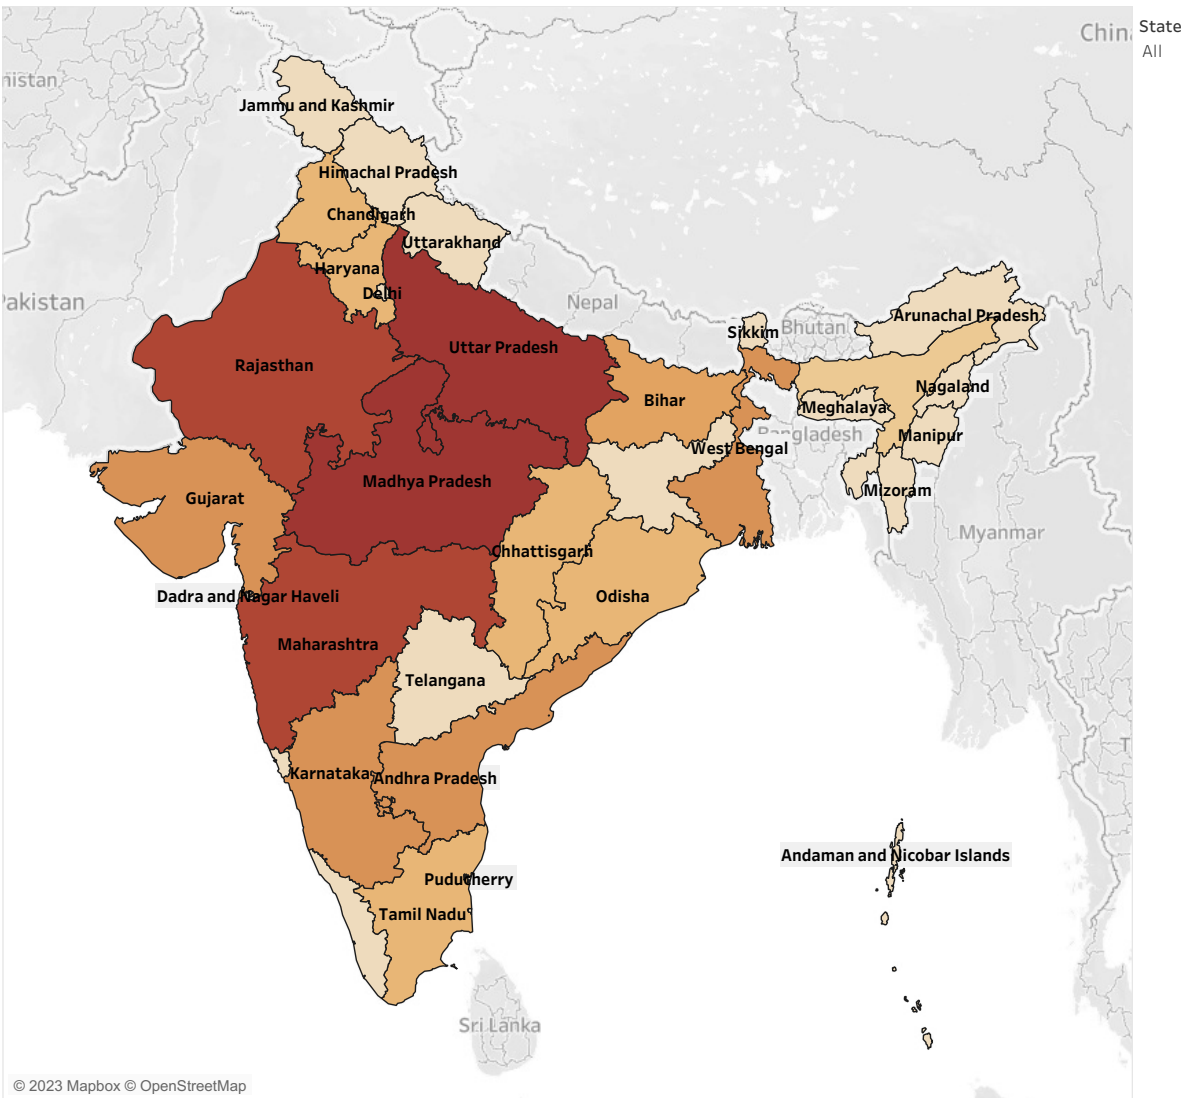 China
State
All
nistan
Jammu and Kashmir
Himachal Pradesh
Chandigarh
Uttarakhand
Haryana
Delhi
Pakistan
Nepal
Sikkim
Bhutan
Arunachal Pradesh
Uttar Pradesh
Rajasthan
Nagaland
Bihar
Meghalaya
Bangladesh
Manipur
West Bengal
Madhya Pradesh
Mizoram
Gujarat
Myanmar
Chhattisgarh
Dadra and Nagar Haveli
Odisha
Maharashtra
Telangana
T
Karnataka
Andhra Pradesh
Andaman and Nicobar Islands
Puducherry
Tamil Nadu
Sri Lanka
© 2023 Mapbox © OpenStreetMap